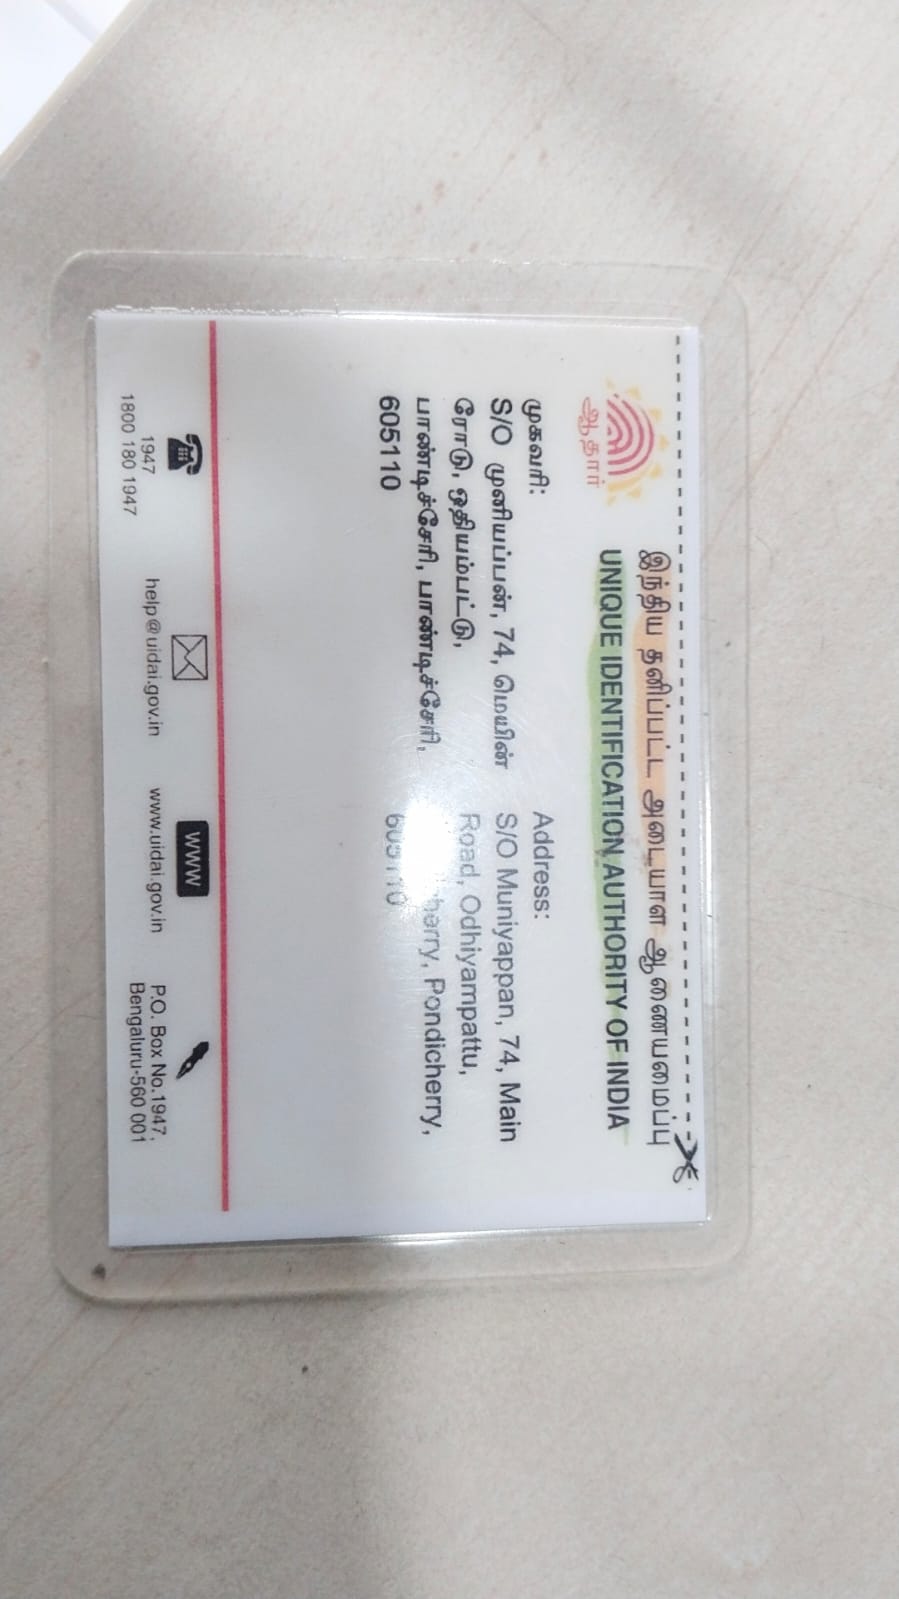 இந்திய தனிப்பட்ட அடையாள ஆணையமைப்பு
UNIQUE IDENTIFICATION AUTHORITY OF INDIA
ஆதார்
முகவரி:
S/O முனியப்பன், 74, மெயின்
ரோடு, ஒதியம்பட்டு,
பாண்டிச்சேரி, பாண்டிச்சேரி,
605110
Address:
S/O Muniyappan, 74, Main
Road, Odhiyampattu,
Pondicherry,
605110
1947
1800 180 1947
help@uidai.gov.in
WWW
www.uidai.gov.in
P.O. Box No.1947,
Bengaluru-560 001